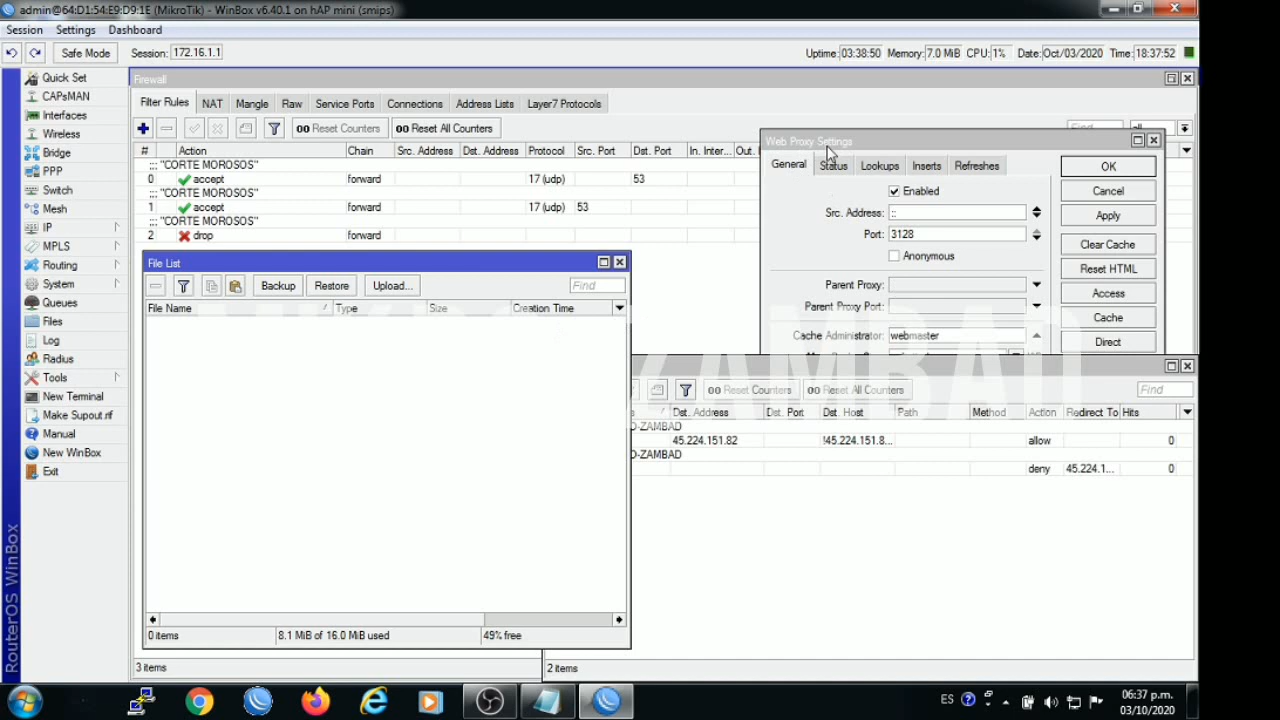 admin@64:D1:54:E9:D9:1E (MikroTik) - WinBox v6.40.1 on hAP mini (smips)
Session Settings Dashboard
Safe Mode Session: 172.16.1.1 Uptime: 03:38:50 Memory: 7.0 MiB CPU: 1% Date: Oct/03/2020 Time: 18:37:52
Quick Set
CAPsMAN
Interfaces
Wireless
Bridge
PPP
Switch
Mesh
IP
MPLS
Routing
System
Queues
Files
Log
Radius
Tools
New Terminal
Make Supout.rif
Manual
New WinBox
Exit
RouterOS WinBox
Firewall
Filter Rules NAT Mangle Raw Service Ports Connections Address Lists Layer7 Protocols
00 Reset Counters 00 Reset All Counters Find all
# Action Chain Src. Address Dst. Address Protocol Src. Port Dst. Port In. Inter... Out.
::: "CORTE MOROSOS"
0 accept forward 17 (udp) 53
::: "CORTE MOROSOS"
1 accept forward 17 (udp) 53
::: "CORTE MOROSOS"
2 drop forward
3 items
Web Proxy Settings
General Status Lookups Inserts Refreshes
Enabled
Src. Address: ::
Port: 3128
Anonymous
Parent Proxy:
Parent Proxy Port:
Cache Administrator: webmaster
OK
Cancel
Apply
Clear Cache
Reset HTML
Access
Cache
Direct
File List
Backup Restore Upload... Find
File Name Type Size Creation Time
0 items 8.1 MiB of 16.0 MiB used 49% free
00 Reset Counters 00 Reset All Counters Find
Dst. Address Dst. Port Dst. Host Path Method Action Redirect To Hits
O-ZAMBAD
45.224.151.82 !45.224.151.8... allow 0
O-ZAMBAD
deny 45.224.1... 0
2 items
ZAMBAD
ES 06:37 p.m.
03/10/2020